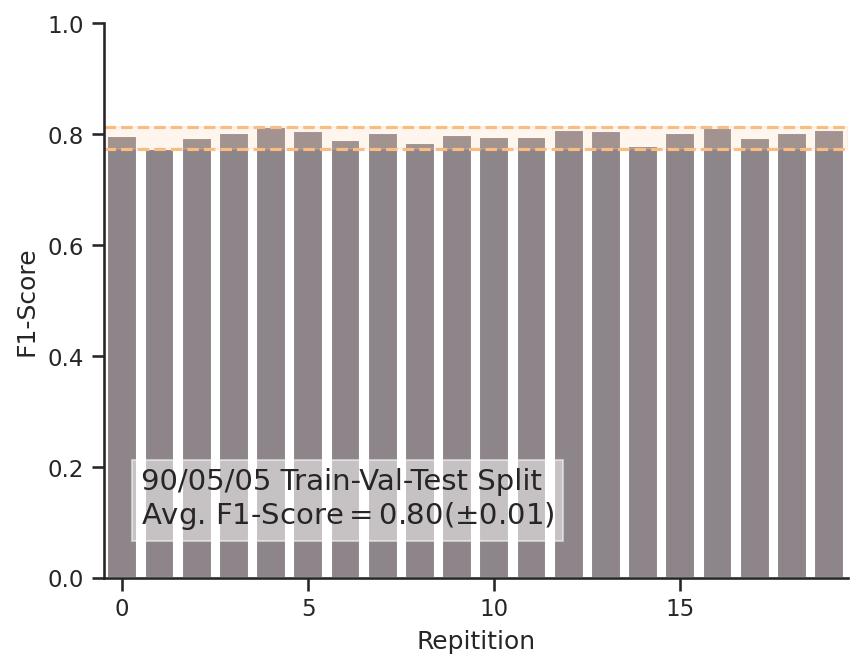 1.0
0.8
0.6
0.4
0.2
0.0
F1-Score
90/05/05 Train-Val-Test Split
Avg. F1-Score = 0.80(±0.01)
0 5 10 15
Repitition